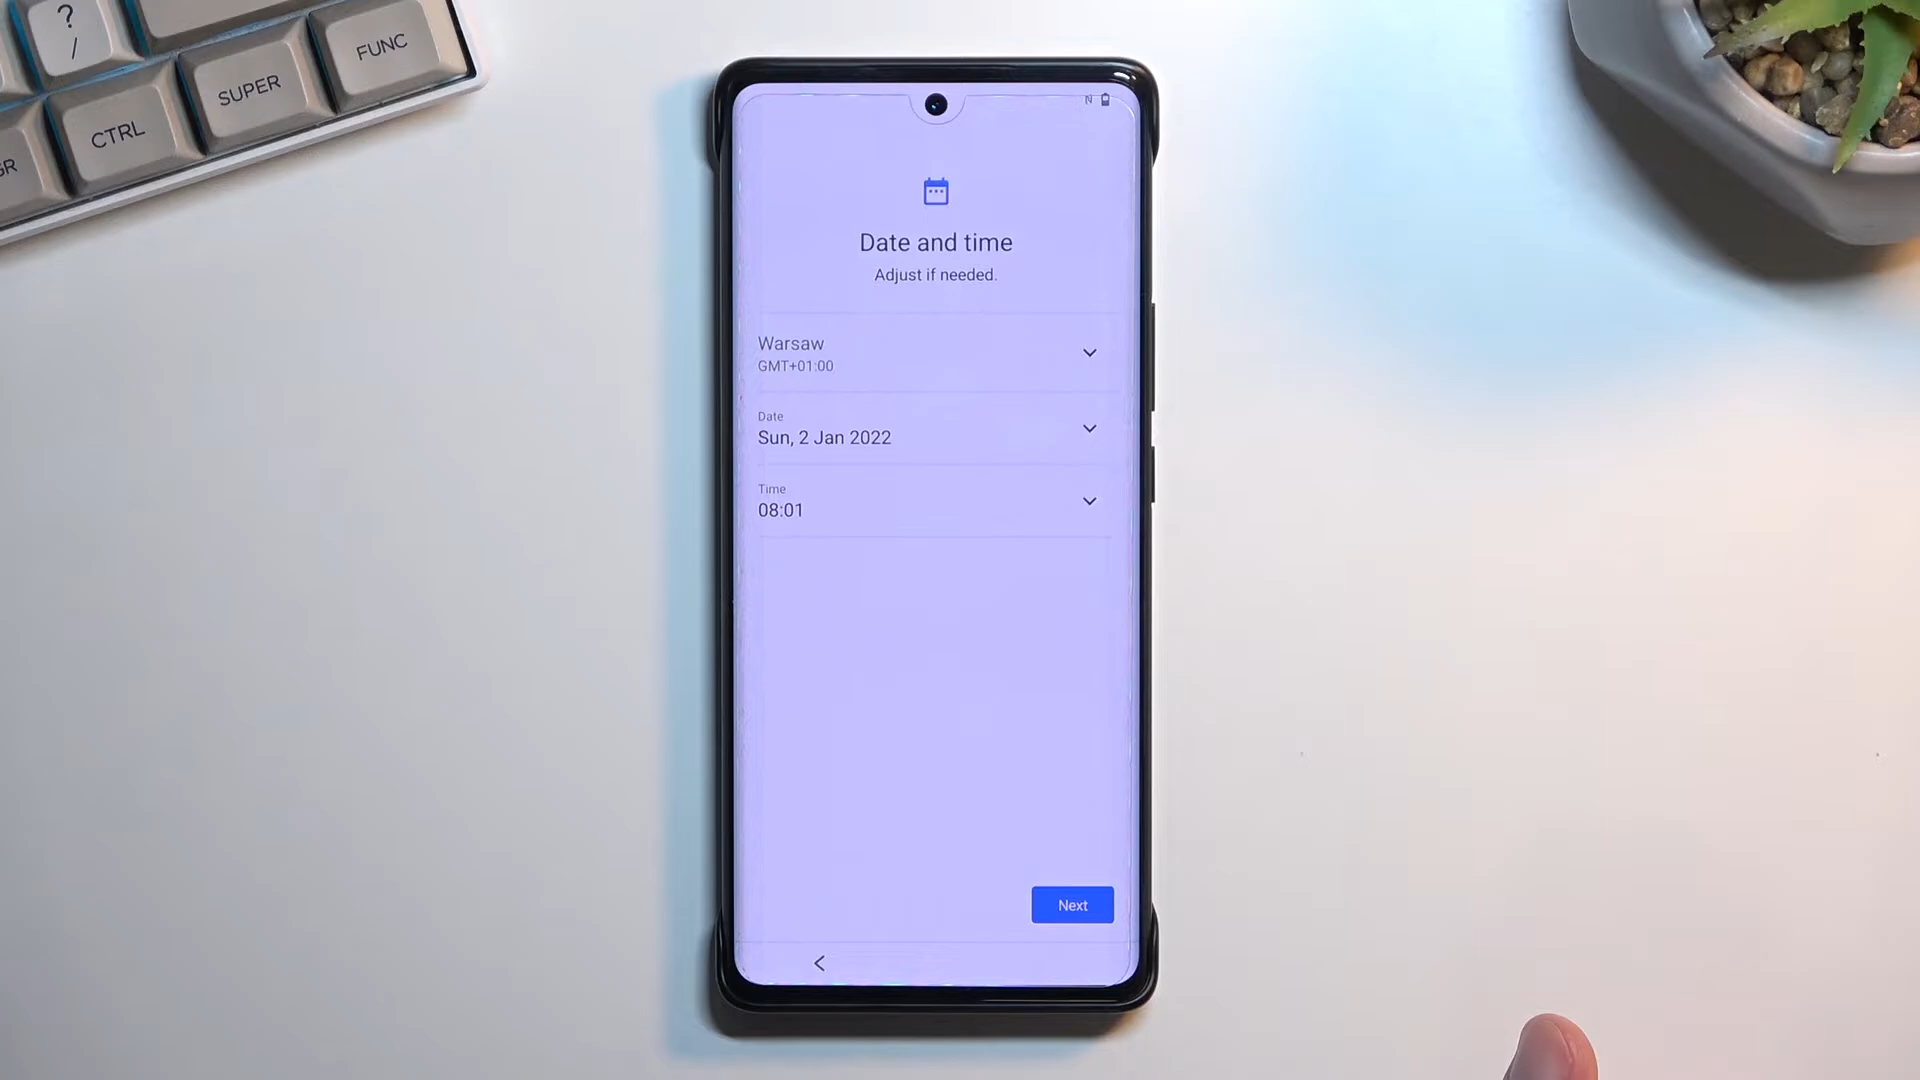 ?
/
FUNC
SUPER
CTRL
GR
N
Date and time
Adjust if needed.
Warsaw
GMT+01:00
Date
Sun, 2 Jan 2022
Time
08:01
Next